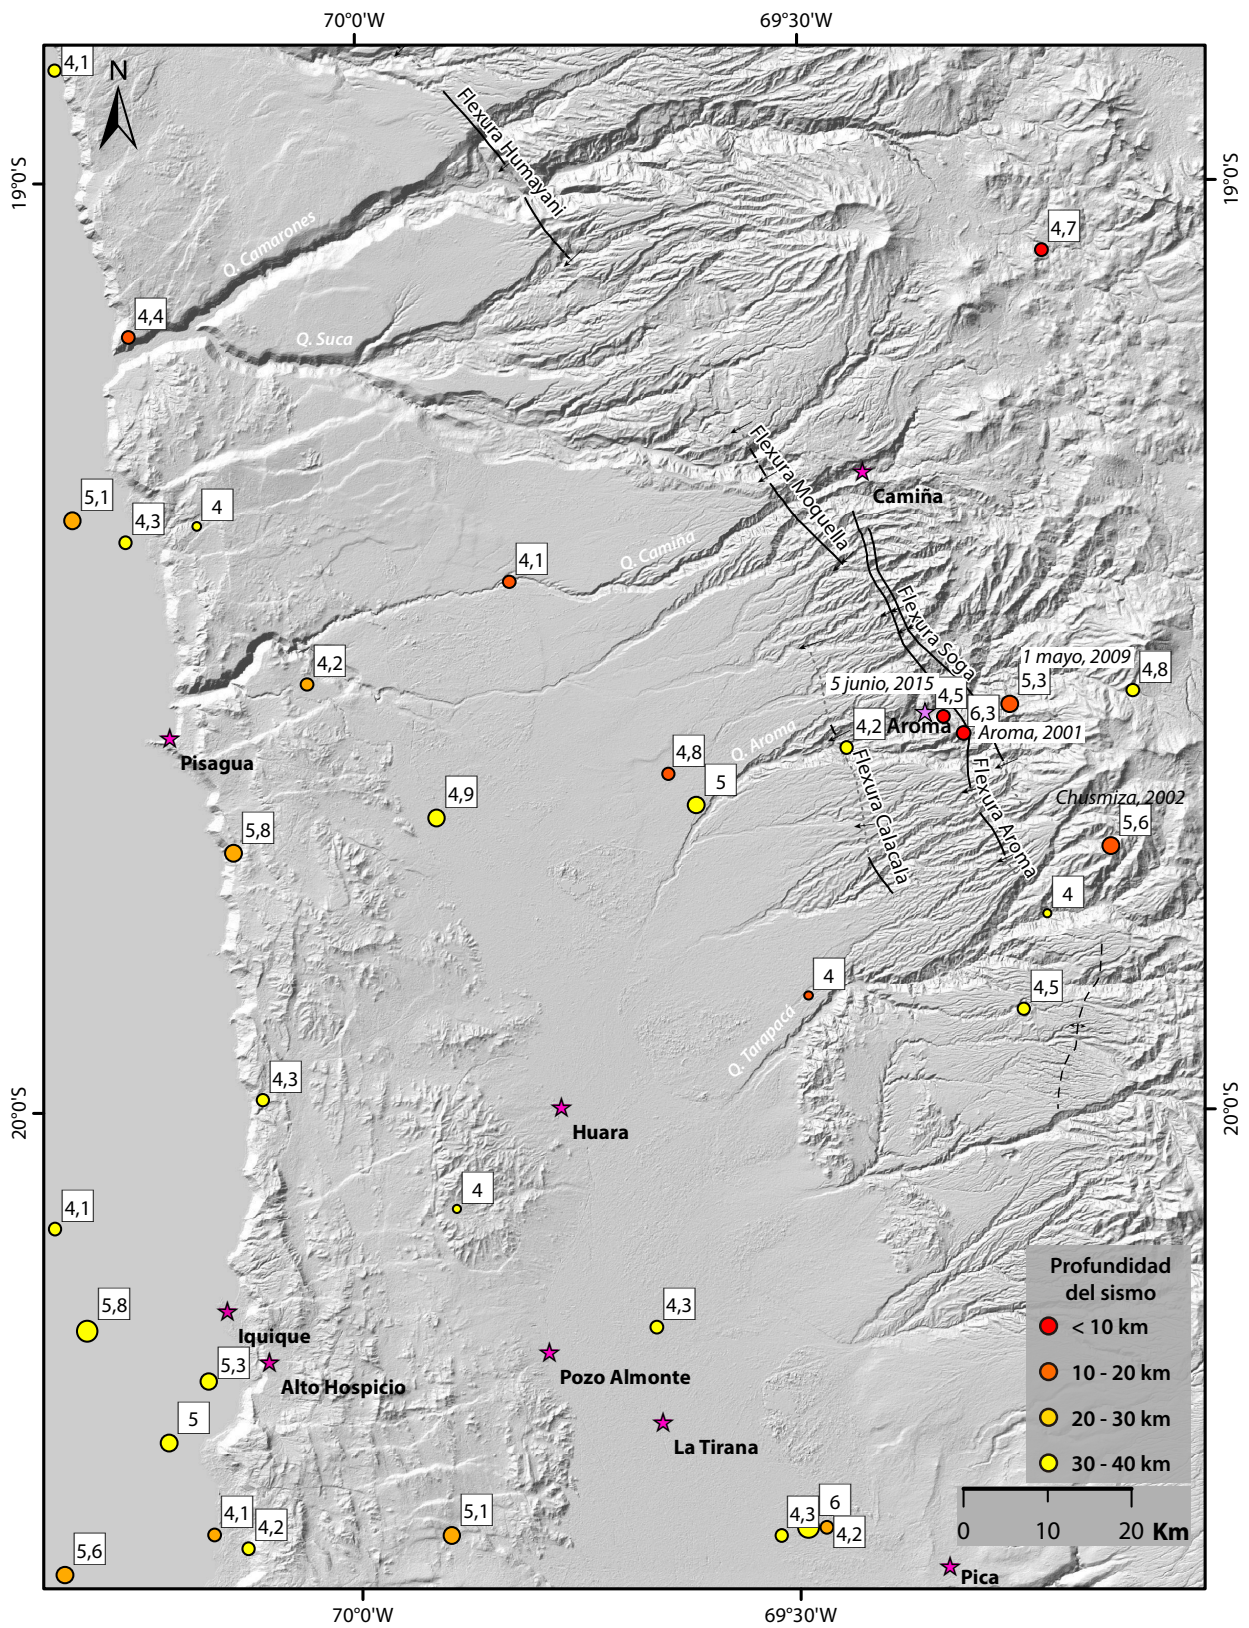 70°0'W
69°30'W
4,1
N
Flexura Humayani
19°0'S
19°0'S
Q. Camarones
4,7
4,4
Q. Suca
Flexura Moquella
Camiña
5,1
4,3
4
Q. Camiña
4,1
Flexura Soga
4,2
1 mayo, 2009
4,8
5 junio, 2015
5,3
4,5
6,3
Aroma
Aroma, 2001
4,2
Q. Aroma
Pisagua
4,8
5
Flexura Calacala
Flexura Aroma
Chusmiza, 2002
4,9
5,6
5,8
4
4
4,5
Q. Tarapacá
4,3
20°0'S
20°0'S
Huara
4
4,1
Profundidad
del sismo
< 10 km
10 - 20 km
20 - 30 km
30 - 40 km
5,8
Iquique
4,3
5,3
Alto Hospicio
Pozo Almonte
5
La Tirana
4,1
4,2
5,1
4,3
6
4,2
0 10 20 Km
5,6
Pica
70°0'W
69°30'W